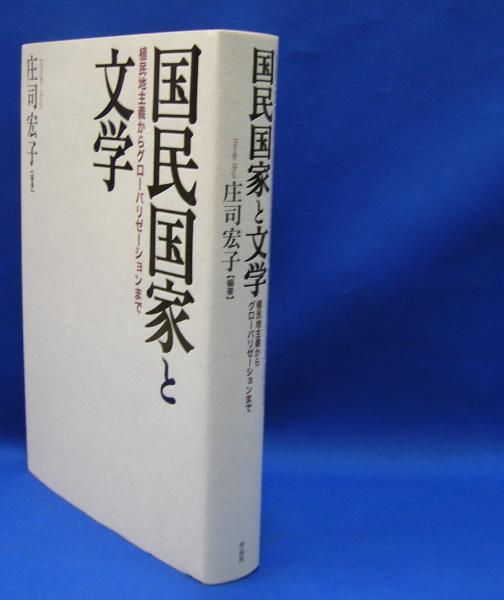 国民国家と
文学
植民地主義からグローバリゼーションまで
庄司宏子【編著】
国民国家と文学
植民地主義から
グローバリゼーションまで
庄司宏子【編著】
作品社